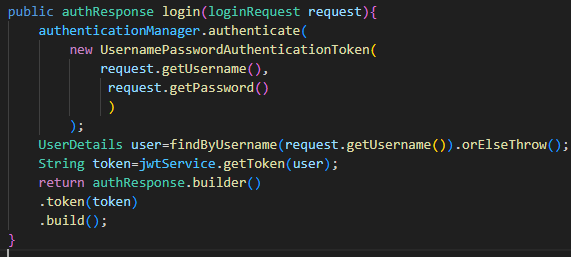 public authResponse login(loginRequest request){
authenticationManager.authenticate(
new UsernamePasswordAuthenticationToken(
request.getUsername(),
request.getPassword()
)
);
UserDetails user=findByUsername(request.getUsername()).orElseThrow();
String token=jwtService.getToken(user);
return authResponse.builder()
.token(token)
.build();
}